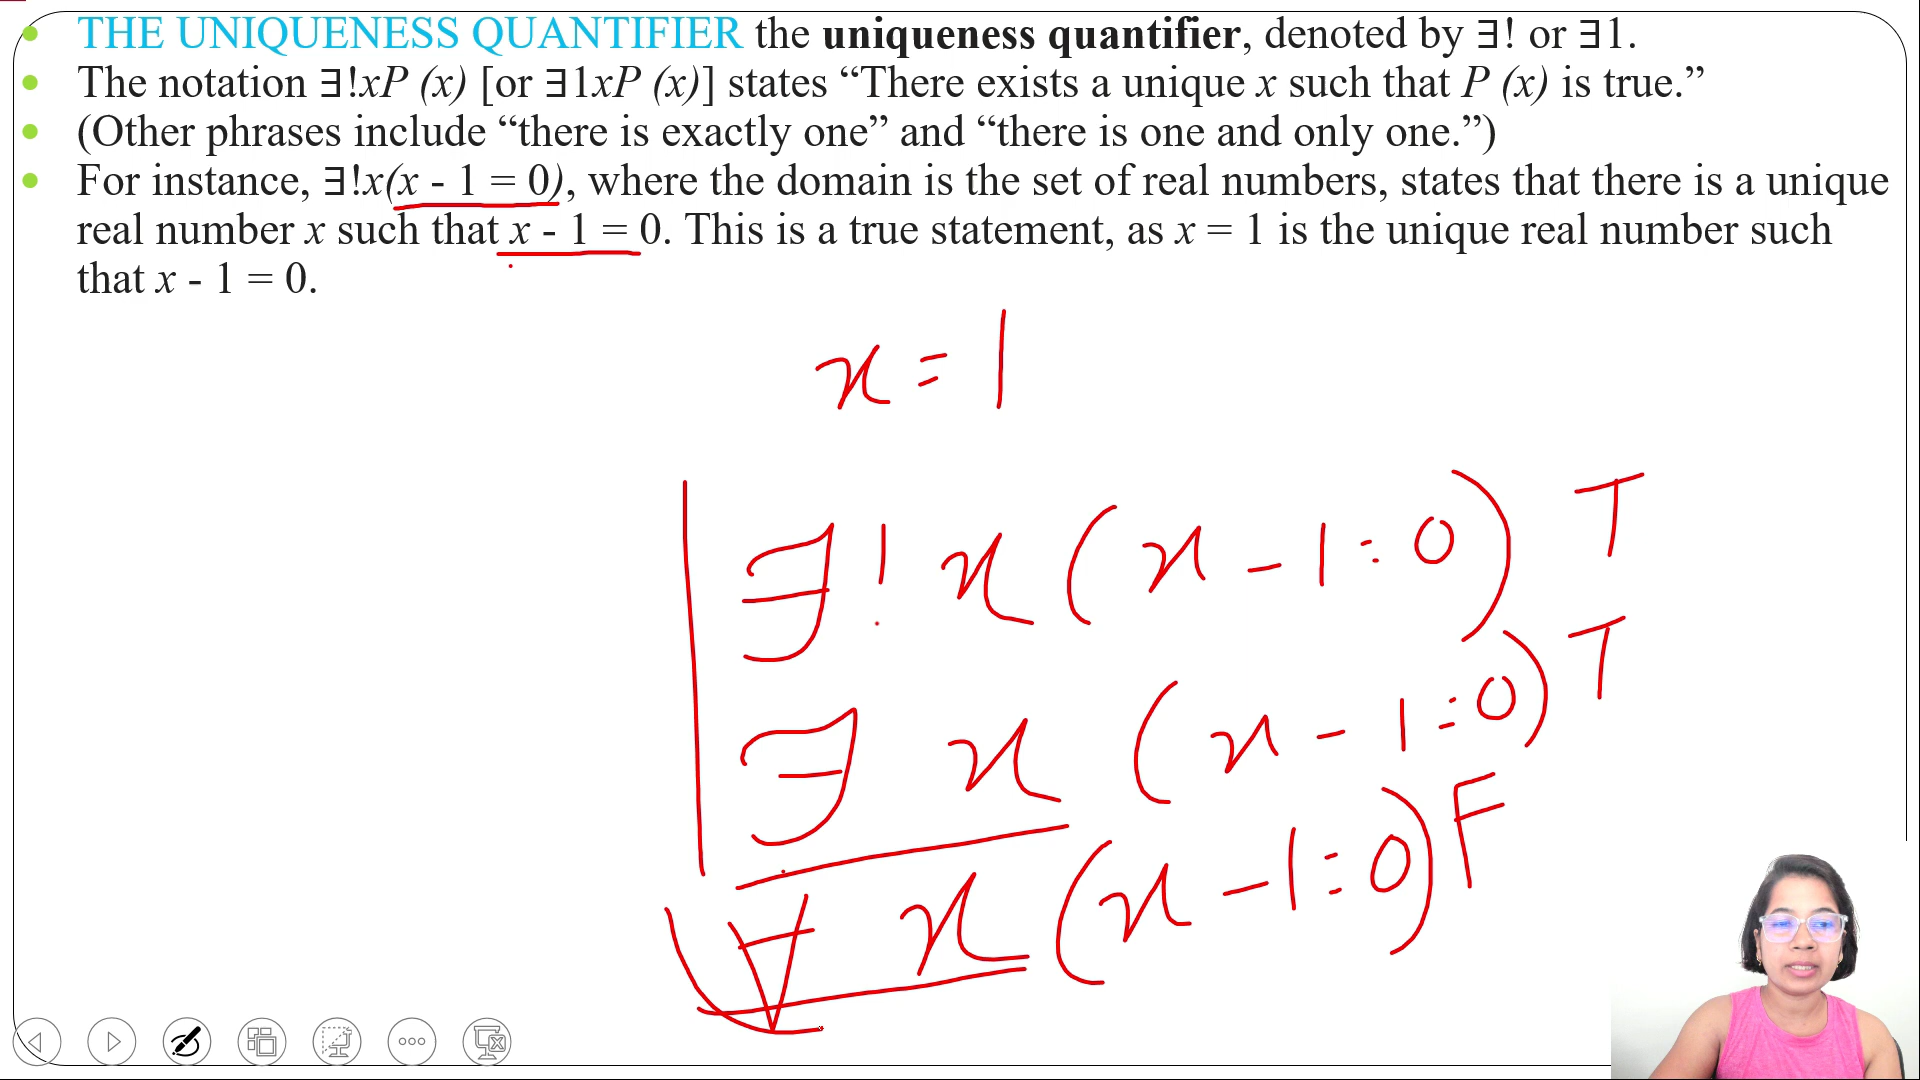 THE UNIQUENESS QUANTIFIER the uniqueness quantifier, denoted by ∃! or ∃1.
The notation ∃!xP (x) [or ∃1xP (x)] states “There exists a unique x such that P (x) is true.”
(Other phrases include “there is exactly one” and “there is one and only one.”)
For instance, ∃!x(x - 1 = 0), where the domain is the set of real numbers, states that there is a unique
real number x such that x - 1 = 0. This is a true statement, as x = 1 is the unique real number such
that x - 1 = 0.
x = 1
∃! x (x - 1 = 0) T
∃ x (x - 1 = 0) T
∀ x (x - 1 = 0) F